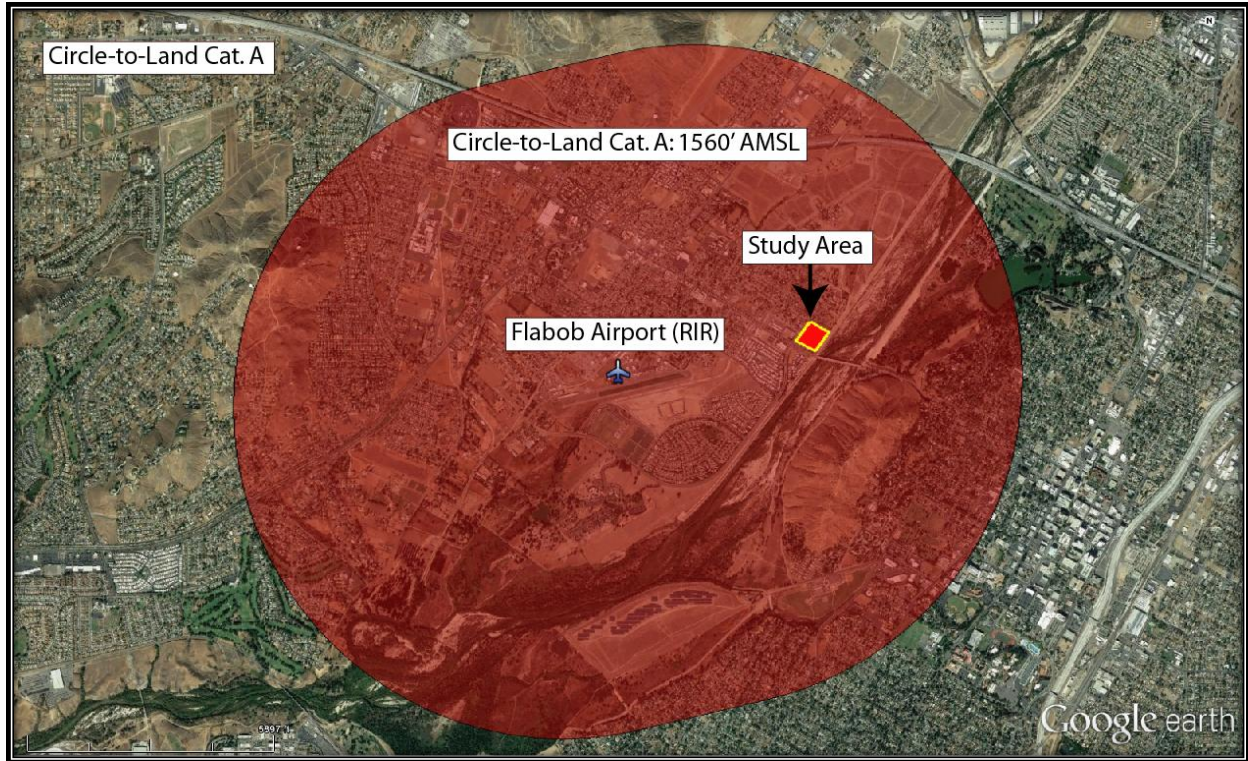 Circle-to-Land Cat. A
Circle-to-Land Cat. A: 1560’ AMSL
Study Area
Flabob Airport (RIR)
Google earth